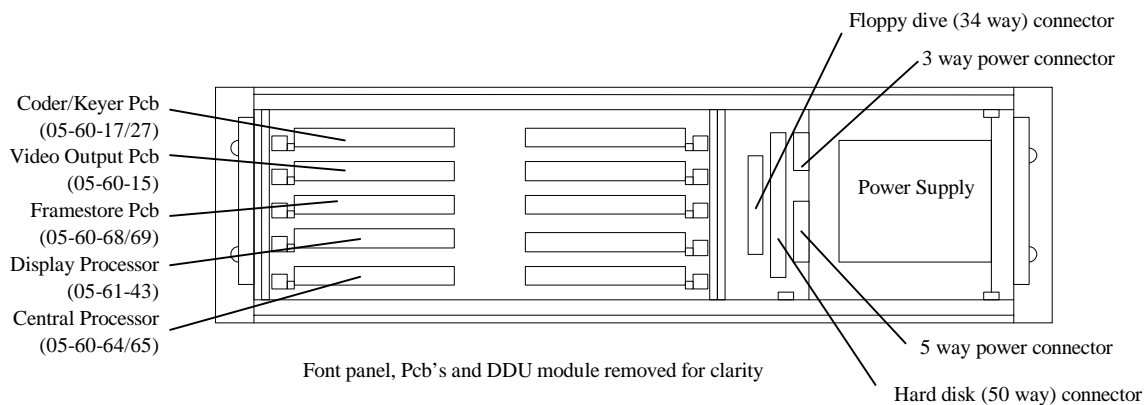 Floppy dive (34 way) connector
3 way power connector
Coder/Keyer Pcb
(05-60-17/27)
Video Output Pcb
(05-60-15)
Framestore Pcb
(05-60-68/69)
Display Processor
(05-61-43)
Central Processor
(05-60-64/65)
Power Supply
5 way power connector
Font panel, Pcb's and DDU module removed for clarity
Hard disk (50 way) connector